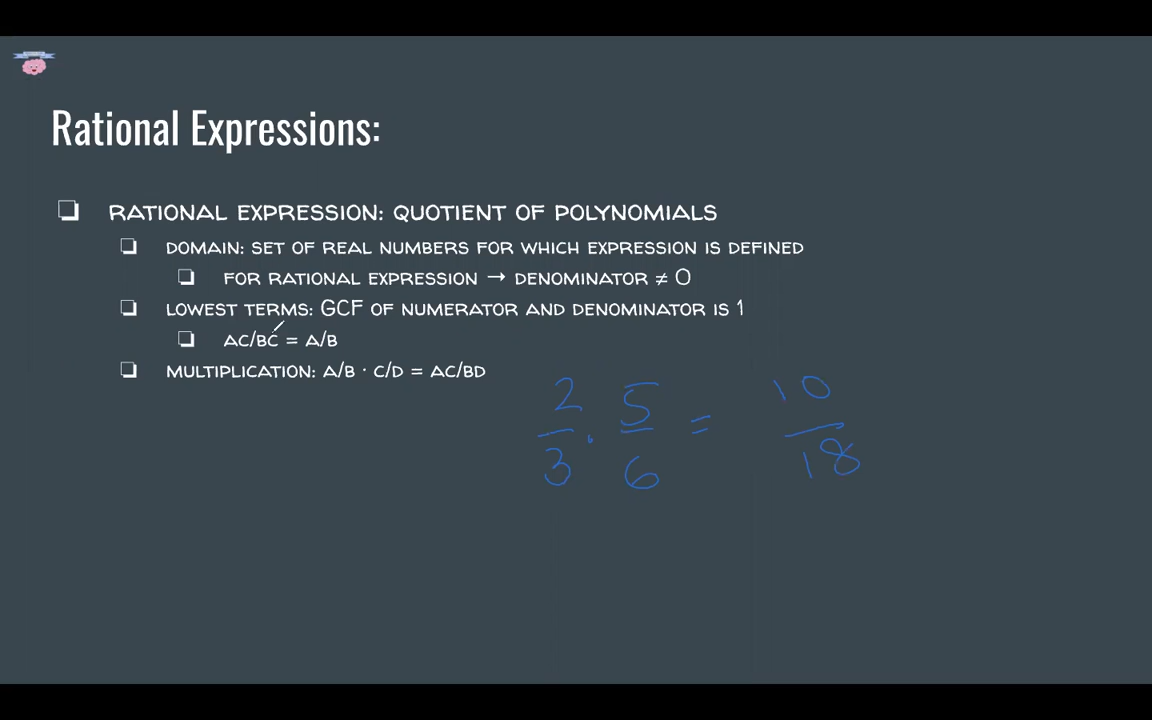 Rational Expressions:
RATIONAL EXPRESSION: QUOTIENT OF POLYNOMIALS
DOMAIN: SET OF REAL NUMBERS FOR WHICH EXPRESSION IS DEFINED
FOR RATIONAL EXPRESSION → DENOMINATOR ≠ 0
LOWEST TERMS: GCF OF NUMERATOR AND DENOMINATOR IS 1
AC/BC = A/B
MULTIPLICATION: A/B · C/D = AC/BD
2/3 · 5/6 = 10/18